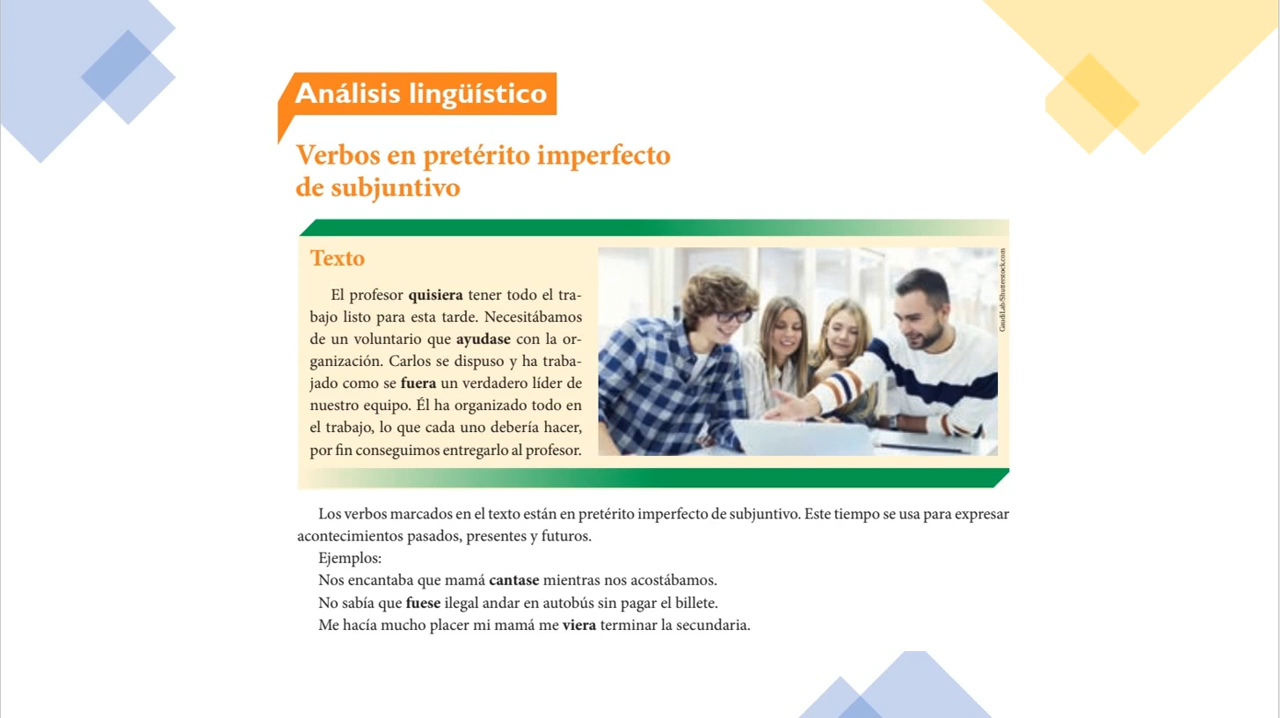 Análisis lingüístico
Verbos en pretérito imperfecto
de subjuntivo
Texto
El profesor quisiera tener todo el tra-
bajo listo para esta tarde. Necesitábamos
de un voluntario que ayudase con la or-
ganización. Carlos se dispuso y ha traba-
jado como se fuera un verdadero líder de
nuestro equipo. Él ha organizado todo en
el trabajo, lo que cada uno debería hacer,
por fin conseguimos entregarlo al profesor.
GaudiLab/Shutterstock.com
Los verbos marcados en el texto están en pretérito imperfecto de subjuntivo. Este tiempo se usa para expresar
acontecimientos pasados, presentes y futuros.
Ejemplos:
Nos encantaba que mamá cantase mientras nos acostábamos.
No sabía que fuese ilegal andar en autobús sin pagar el billete.
Me hacía mucho placer mi mamá me viera terminar la secundaria.